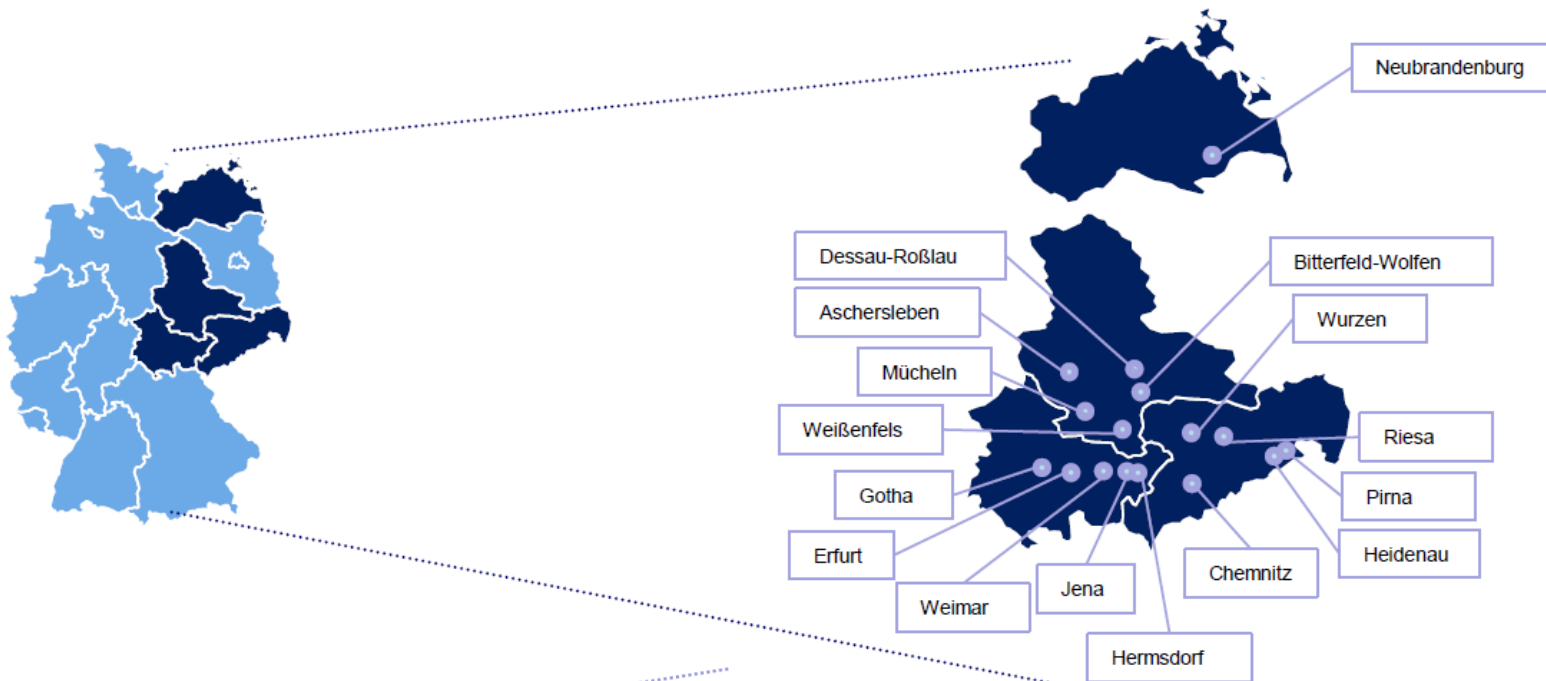 Neubrandenburg
Dessau-Roßlau
Bitterfeld-Wolfen
Aschersleben
Wurzen
Mücheln
Weißenfels
Riesa
Gotha
Pirna
Erfurt
Heidenau
Chemnitz
Jena
Weimar
Hermsdorf